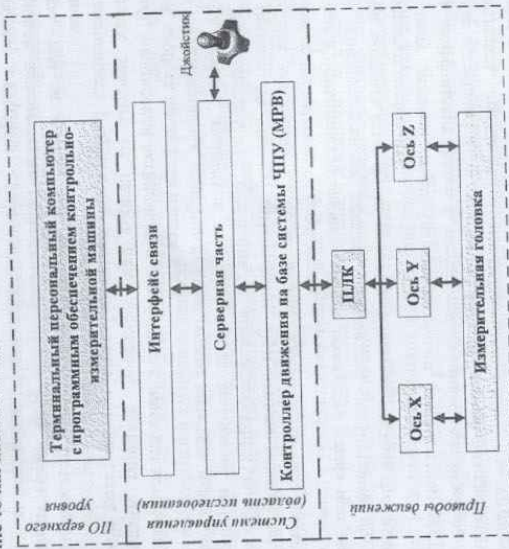 ПО верхнего
уровня
Терминальный персональный компьютер
с программным обеспечением контрольно-
измерительной машины
Система управления
(область исследования)
Интерфейс связи
Серверная часть
Джойстик
Контроллер движения на базе системы ЧПУ (МРВ)
Приводы движений
ПЛК
Ось X
Ось Y
Ось Z
Измерительная головка